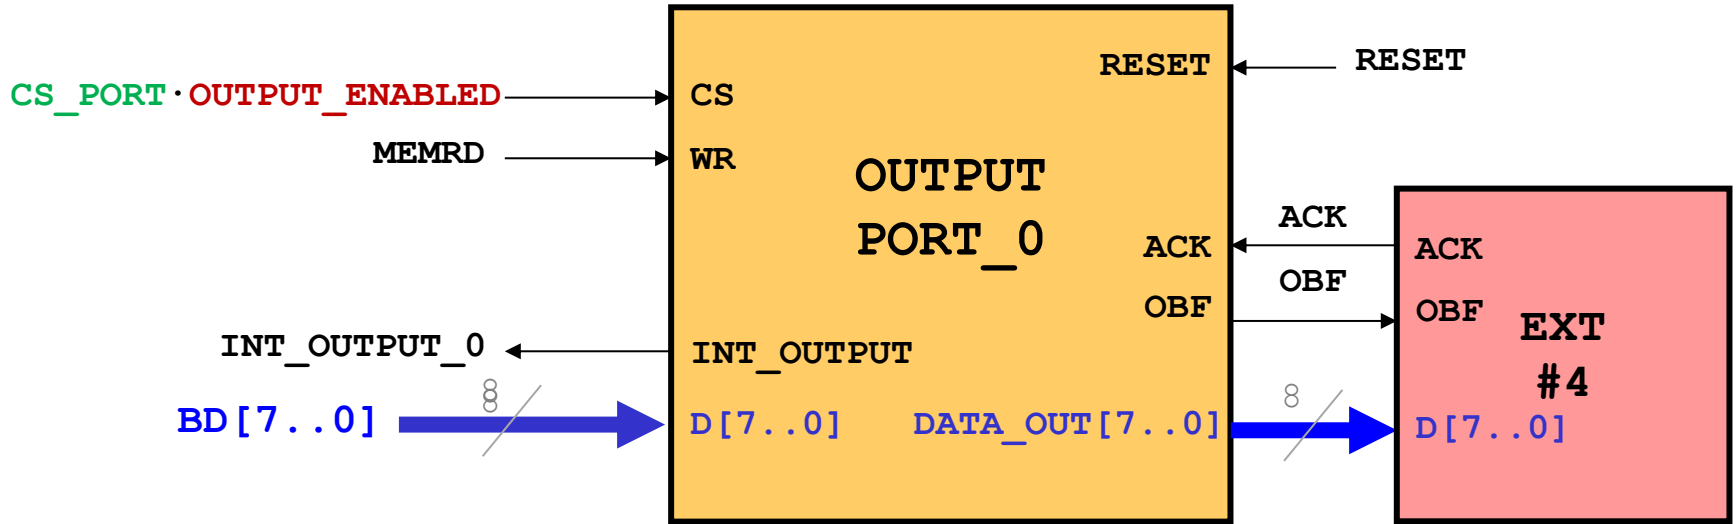 RESET
RESET
CS_PORT·OUTPUT_ENABLED
CS
MEMRD
WR
OUTPUT
PORT_0
ACK
ACK
ACK
OBF
OBF
OBF
EXT
#4
INT_OUTPUT_0
INT_OUTPUT
8
8
8
BD[7..0]
D[7..0]
DATA_OUT[7..0]
D[7..0]